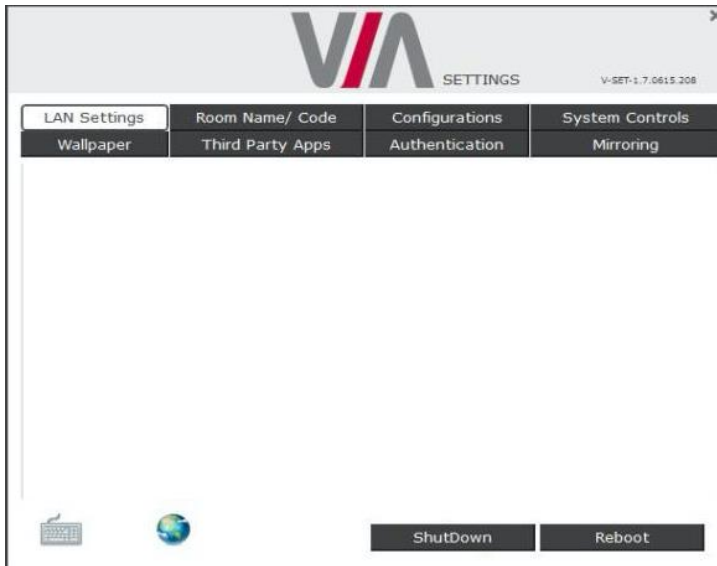 VIA
SETTINGS
V-SET-1.7.0615.208
LAN Settings Room Name/ Code Configurations System Controls
Wallpaper Third Party Apps Authentication Mirroring
ShutDown Reboot